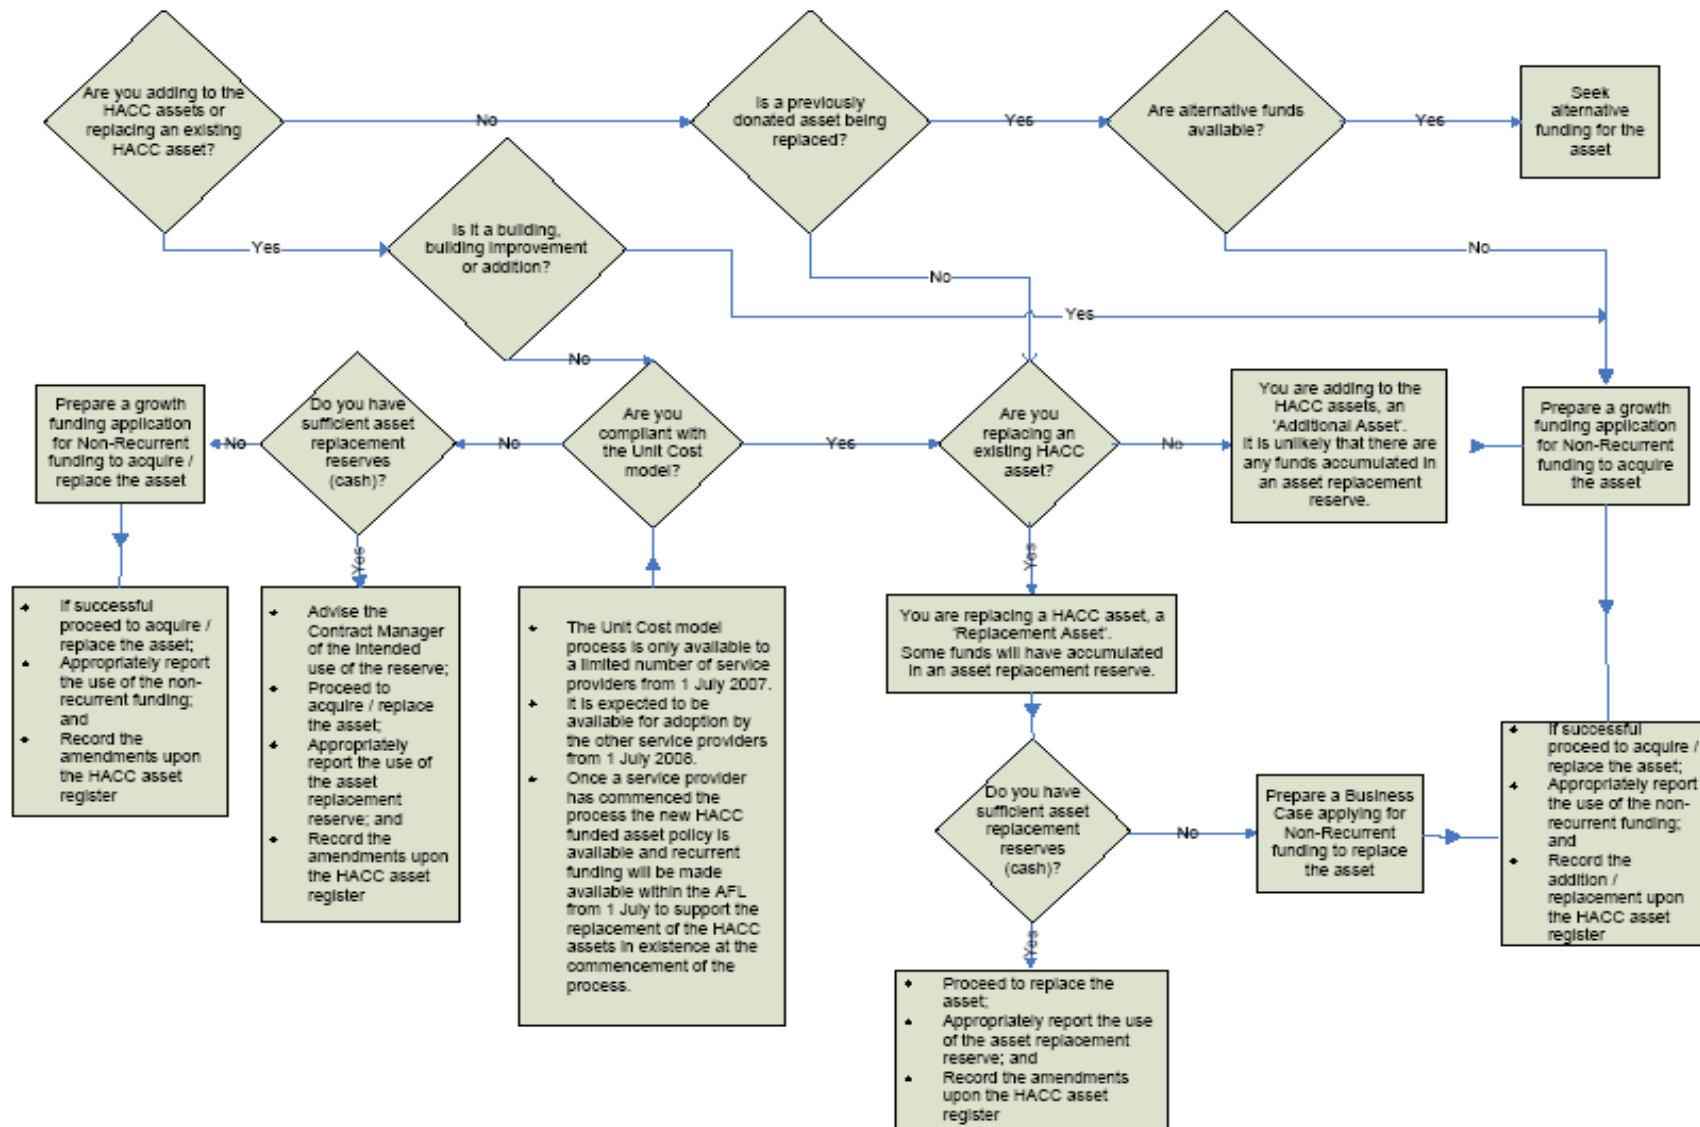 Are you adding to the
HACC assets or
replacing an existing
HACC asset?
No
Is a previously
donated asset being
replaced?
Yes
Are alternative funds
available?
Yes
Seek
alternative
funding for the
asset
Yes
Is it a building,
building improvement
or addition?
No
No
Yes
No
Prepare a growth
funding application
for Non-Recurrent
funding to acquire /
replace the asset
No
Do you have
sufficient asset
replacement
reserves
(cash)?
No
Are you
compliant with
the Unit Cost
model?
Yes
Are you
replacing an
existing HACC
asset?
No
You are adding to the
HACC assets, an
'Additional Asset'.
It is unlikely that there are
any funds accumulated in
an asset replacement
reserve.
Prepare a growth
funding application
for Non-Recurrent
funding to acquire
the asset
Yes
Yes
• If successful
proceed to acquire /
replace the asset;
• Appropriately report
the use of the non-
recurrent funding;
and
• Record the
amendments upon
the HACC asset
register
• Advise the
Contract Manager
of the intended
use of the reserve;
• Proceed to
acquire / replace
the asset;
• Appropriately
report the use of
the asset
replacement
reserve; and
• Record the
amendments upon
the HACC asset
register
• The Unit Cost model
process is only available to
a limited number of service
providers from 1 July 2007.
• It is expected to be
available for adoption by
the other service providers
from 1 July 2008.
• Once a service provider
has commenced the
process the new HACC
funded asset policy is
available and recurrent
funding will be made
available within the AFL
from 1 July to support the
replacement of the HACC
assets in existence at the
commencement of the
process.
You are replacing a HACC asset, a
'Replacement Asset'.
Some funds will have accumulated
in an asset replacement reserve.
Do you have
sufficient asset
replacement
reserves
(cash)?
No
Prepare a Business
Case applying for
Non-Recurrent
funding to replace
the asset
• If successful
proceed to acquire /
replace the asset;
• Appropriately report
the use of the non-
recurrent funding;
and
• Record the
addition /
replacement upon
the HACC asset
register
Yes
• Proceed to replace the
asset;
• Appropriately report the use
of the asset replacement
reserve; and
• Record the amendments
upon the HACC asset
register